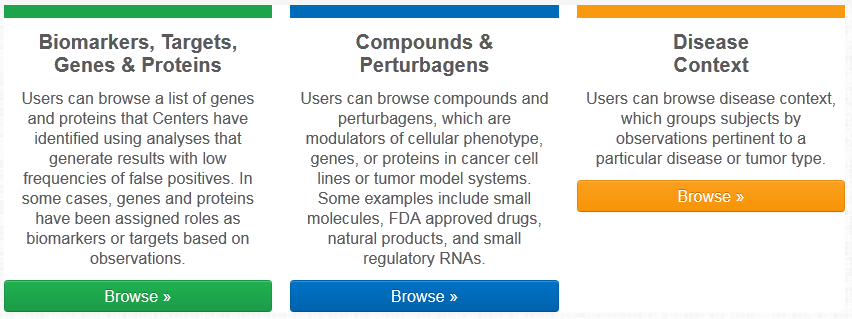 Biomarkers, Targets,
Genes & Proteins
Users can browse a list of genes
and proteins that Centers have
identified using analyses that
generate results with low
frequencies of false positives. In
some cases, genes and proteins
have been assigned roles as
biomarkers or targets based on
observations.
Browse »
Compounds &
Perturbagens
Users can browse compounds and
perturbagens, which are
modulators of cellular phenotype,
genes, or proteins in cancer cell
lines or tumor model systems.
Some examples include small
molecules, FDA approved drugs,
natural products, and small
regulatory RNAs.
Browse »
Disease
Context
Users can browse disease context,
which groups subjects by
observations pertinent to a
particular disease or tumor type.
Browse »